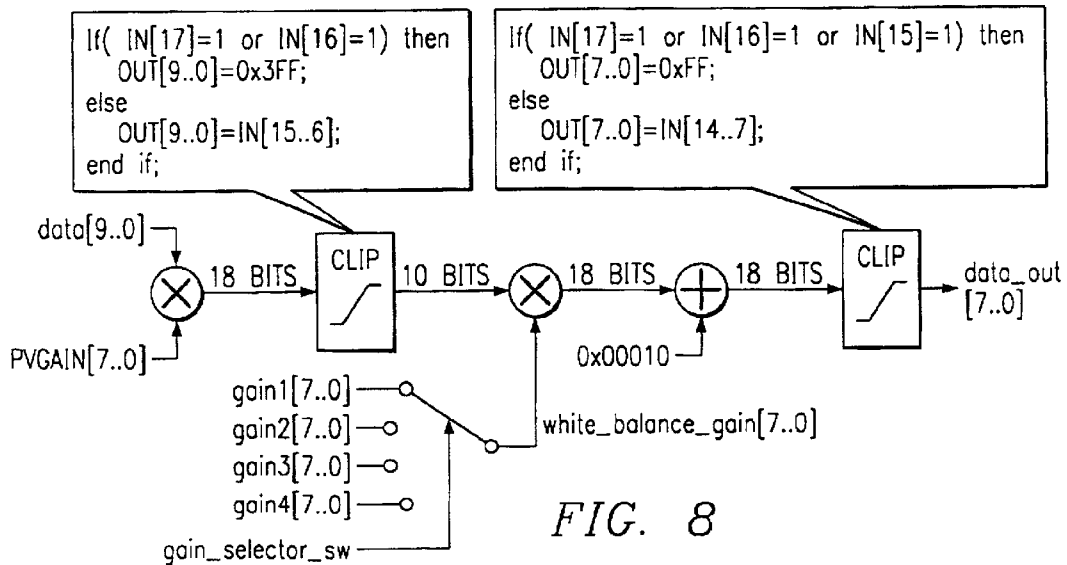 If( IN[17]=1 or IN[16]=1) then
OUT[9..0]=0x3FF;
else
OUT[9..0]=IN[15..6];
end if;
If( IN[17]=1 or IN[16]=1 or IN[15]=1) then
OUT[7..0]=0xFF;
else
OUT[7..0]=IN[14..7];
end if;
data[9..0]
18 BITS
CLIP
10 BITS
18 BITS
18 BITS
CLIP
data_out
[7..0]
PVGAIN[7..0]
0x00010
gain1[7..0]
gain2[7..0]
white_balance_gain[7..0]
gain3[7..0]
gain4[7..0]
gain_selector_sw
FIG. 8